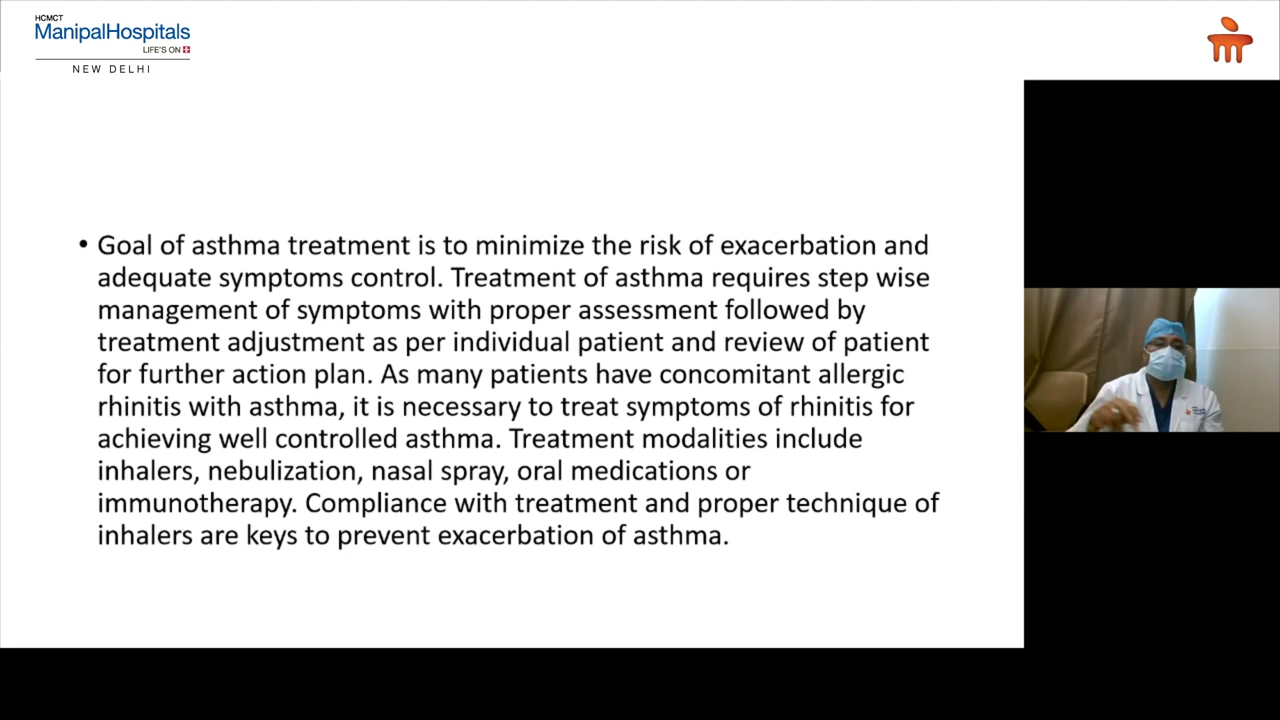 HCMCT
ManipalHospitals
LIFE'S ON
NEW DELHI
• Goal of asthma treatment is to minimize the risk of exacerbation and
adequate symptoms control. Treatment of asthma requires step wise
management of symptoms with proper assessment followed by
treatment adjustment as per individual patient and review of patient
for further action plan. As many patients have concomitant allergic
rhinitis with asthma, it is necessary to treat symptoms of rhinitis for
achieving well controlled asthma. Treatment modalities include
inhalers, nebulization, nasal spray, oral medications or
immunotherapy. Compliance with treatment and proper technique of
inhalers are keys to prevent exacerbation of asthma.